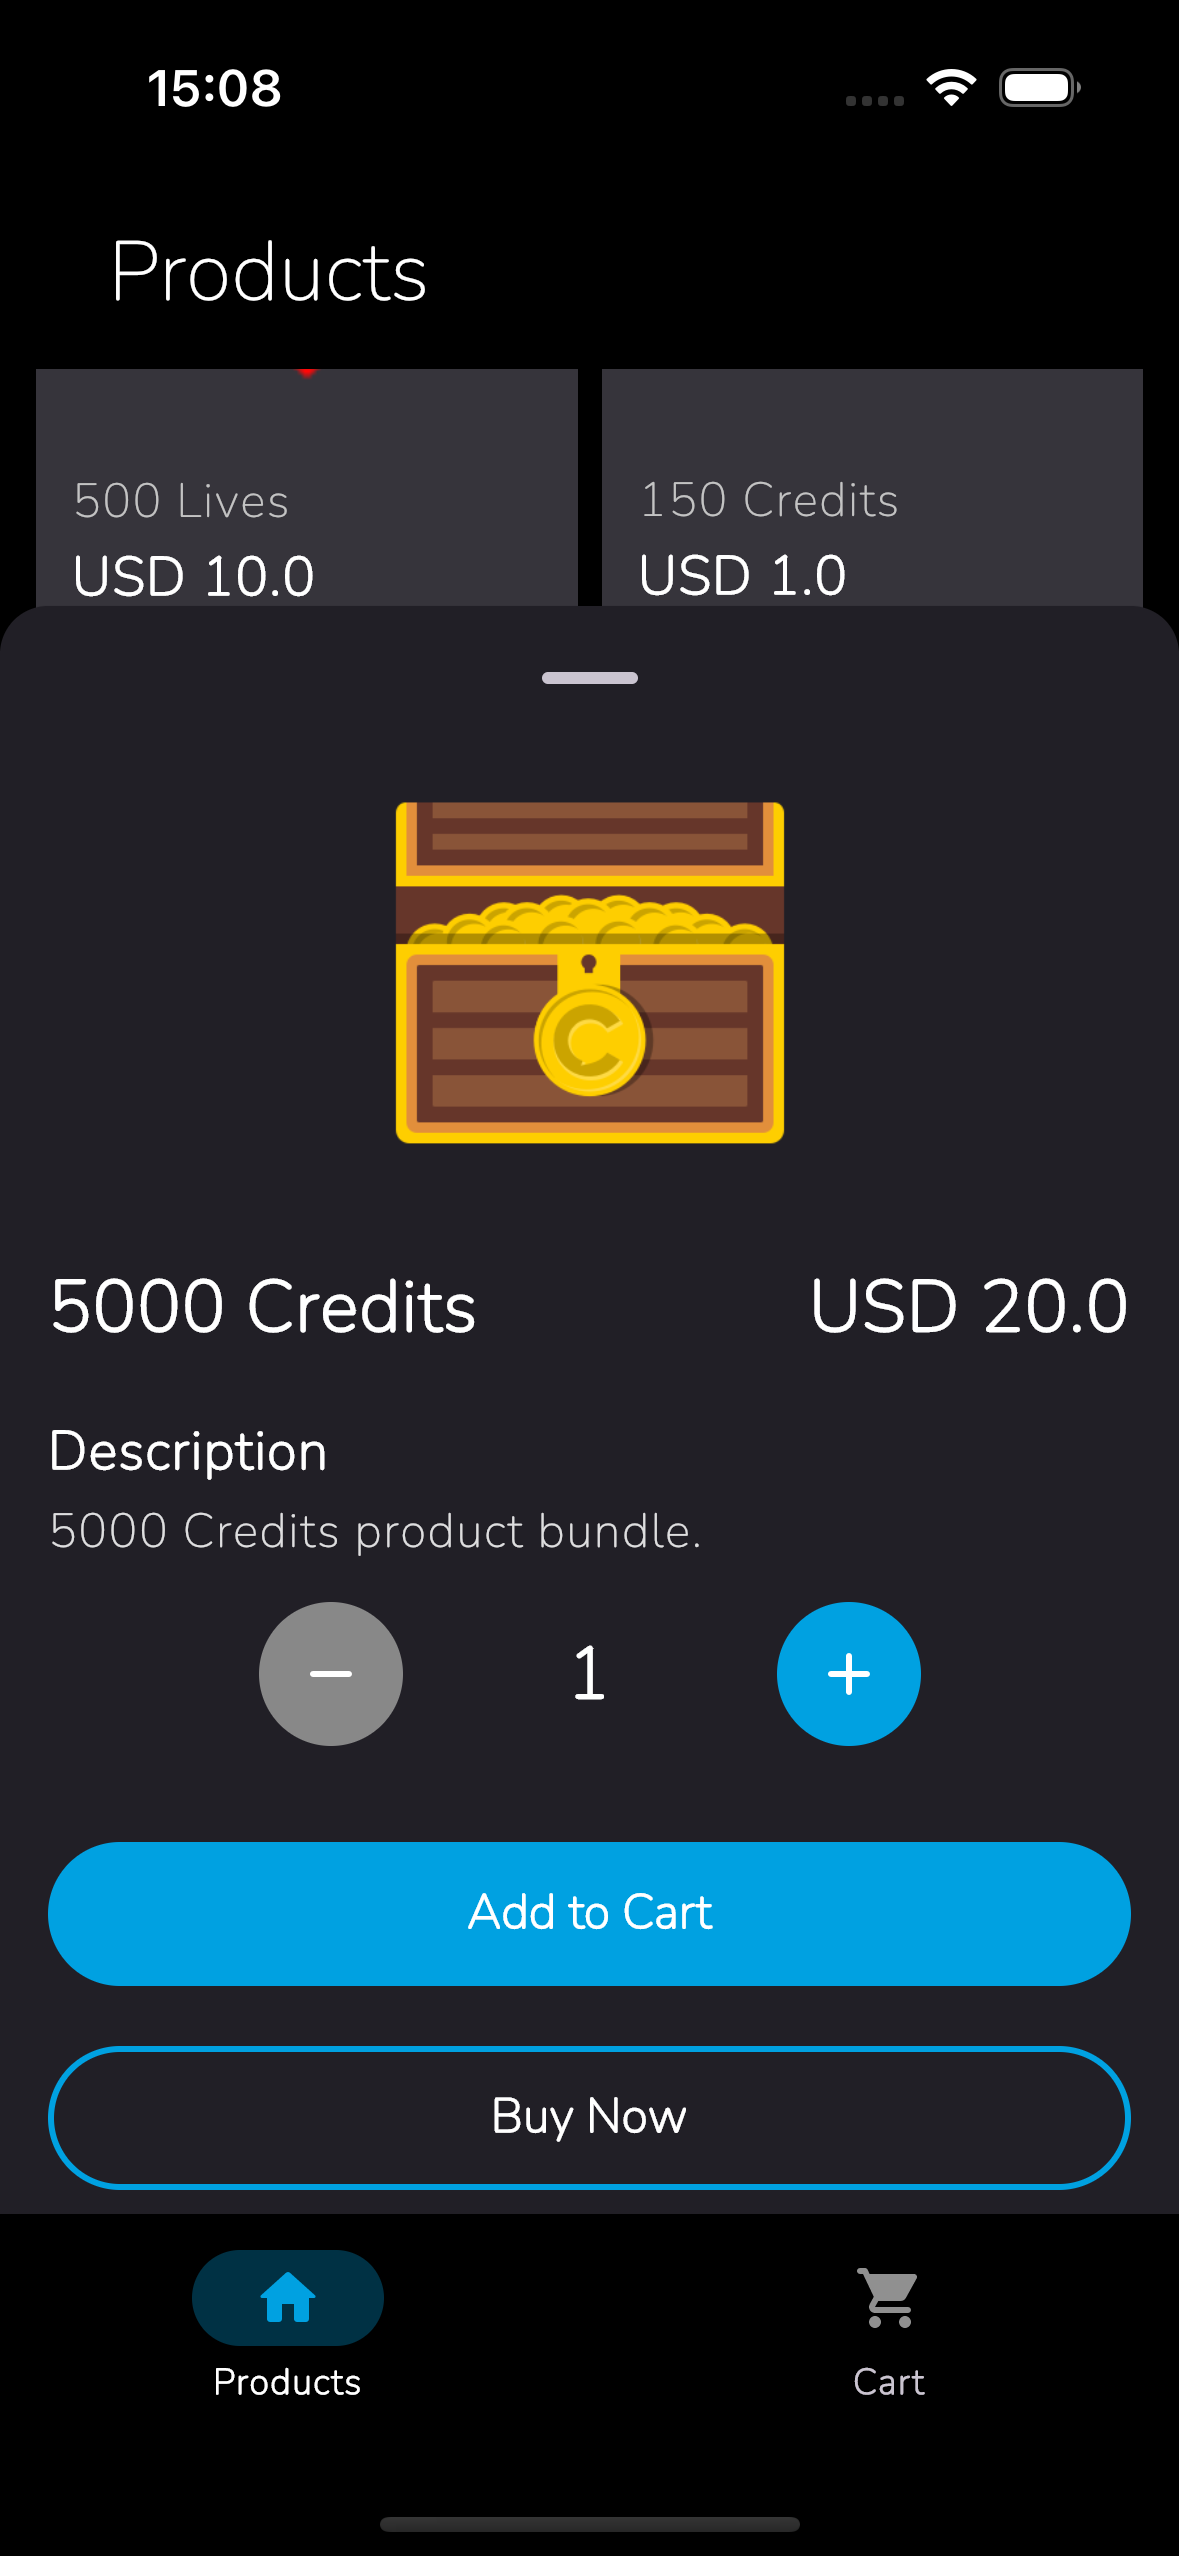 15:08
Products
500 Lives
USD 10.0
150 Credits
USD 1.0
5000 Credits
USD 20.0
Description
5000 Credits product bundle.
1
Add to Cart
Buy Now
Products
Cart